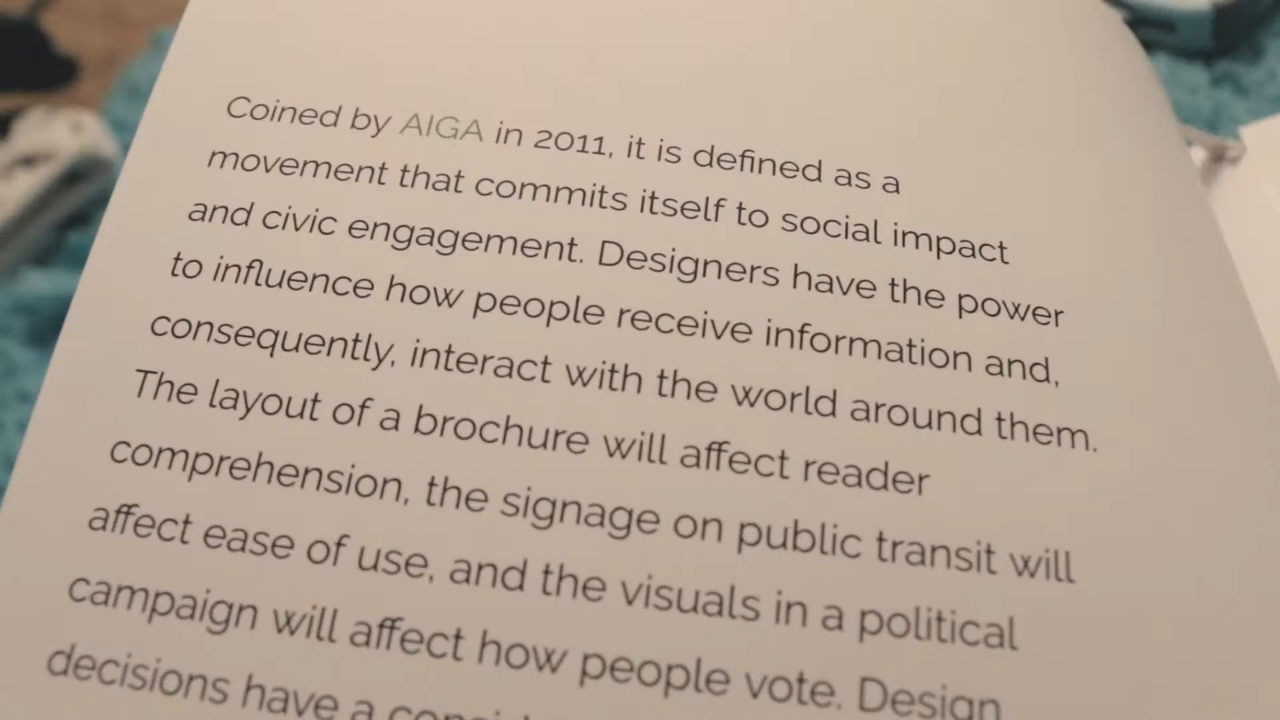 Coined by AIGA in 2011, it is defined as a
movement that commits itself to social impact
and civic engagement. Designers have the power
to influence how people receive information and,
consequently, interact with the world around them.
The layout of a brochure will affect reader
comprehension, the signage on public transit will
affect ease of use, and the visuals in a political
campaign will affect how people vote. Design
decisions have a